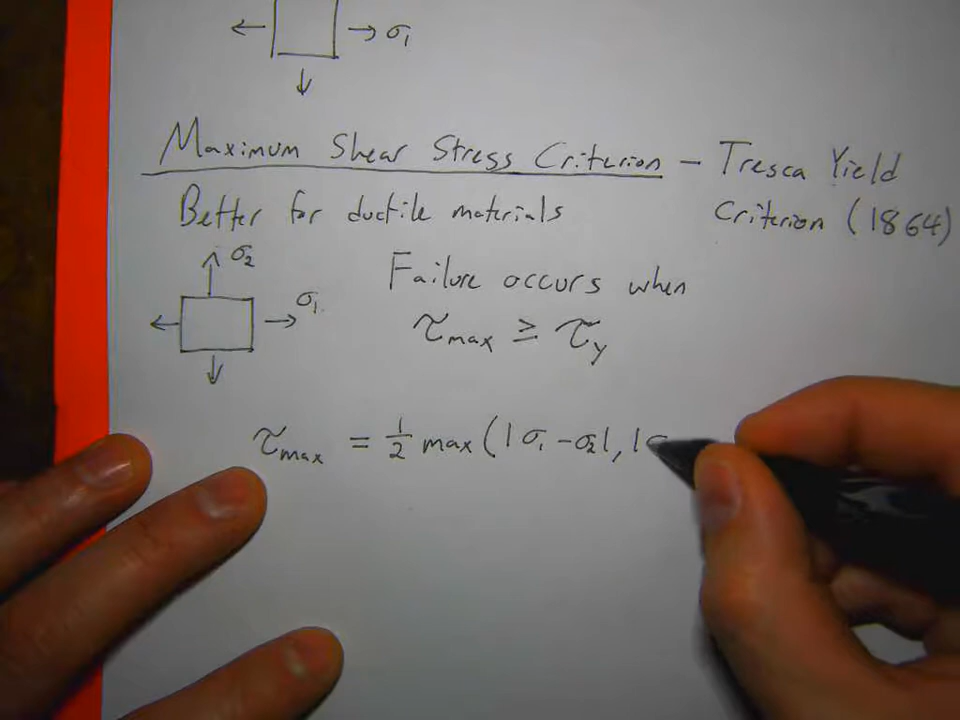 σ₁
Maximum Shear Stress Criterion – Tresca Yield
Criterion (1864)
Better for ductile materials
σ₂
σ₁
Failure occurs when
τmax ≥ τy
τmax = 1/2 max (|σ₁ - σ₂|, |σ